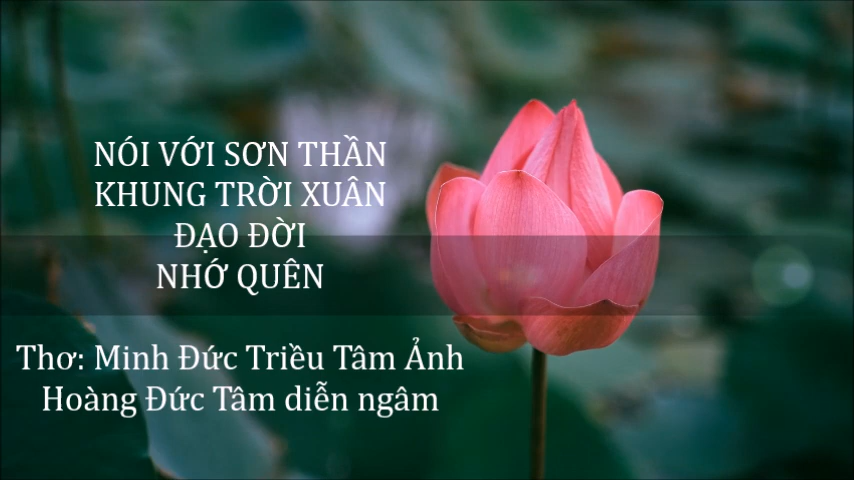 NÓI VỚI SƠN THẦN
KHUNG TRỜI XUÂN
ĐẠO ĐỜI
NHỚ QUÊN
Thơ: Minh Đức Triều Tâm Ảnh
Hoàng Đức Tâm diễn ngâm